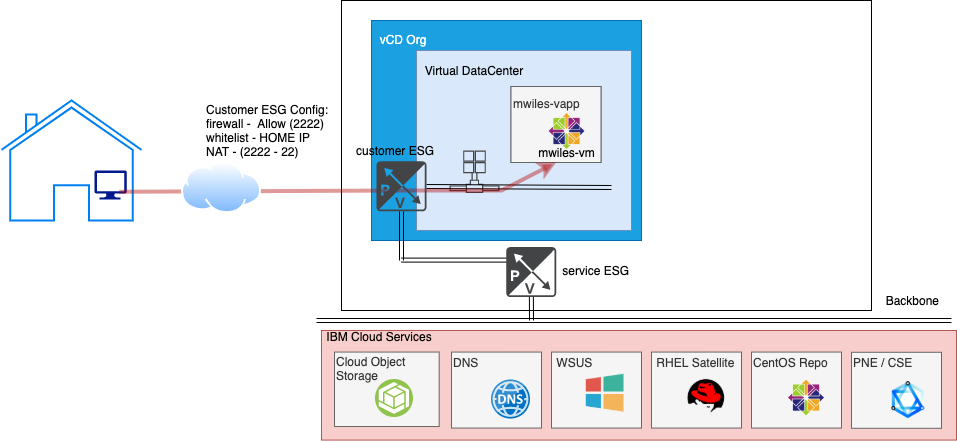 vCD Org
Virtual DataCenter
mwiles-vapp
mwiles-vm
Customer ESG Config:
firewall - Allow (2222)
whitelist - HOME IP
NAT - (2222 - 22)
customer ESG
P
V
P
V
service ESG
Backbone
IBM Cloud Services
Cloud Object
Storage
DNS
DNS
WSUS
RHEL Satellite
CentOS Repo
PNE / CSE